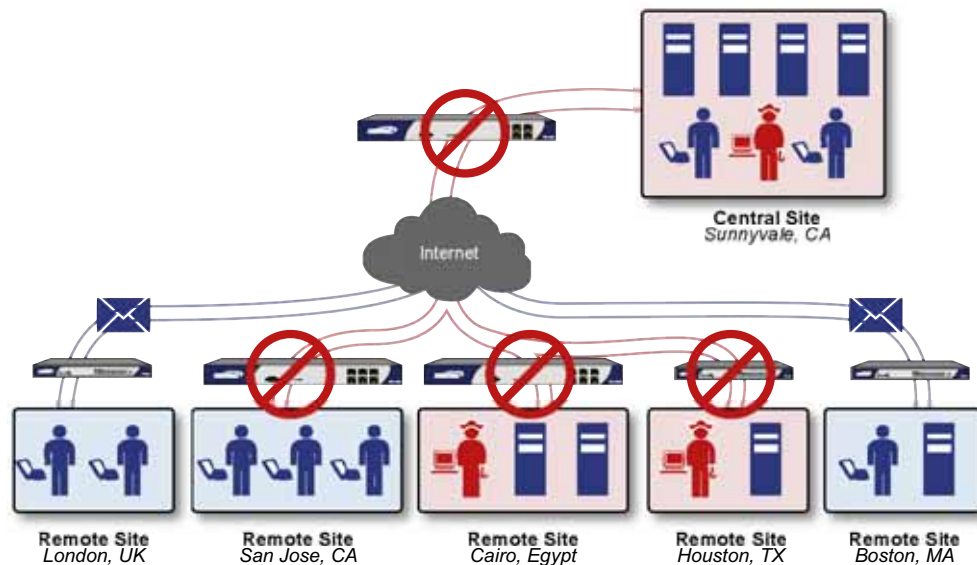 Central Site
Sunnyvale, CA
Internet
Remote Site
London, UK
Remote Site
San Jose, CA
Remote Site
Cairo, Egypt
Remote Site
Houston, TX
Remote Site
Boston, MA